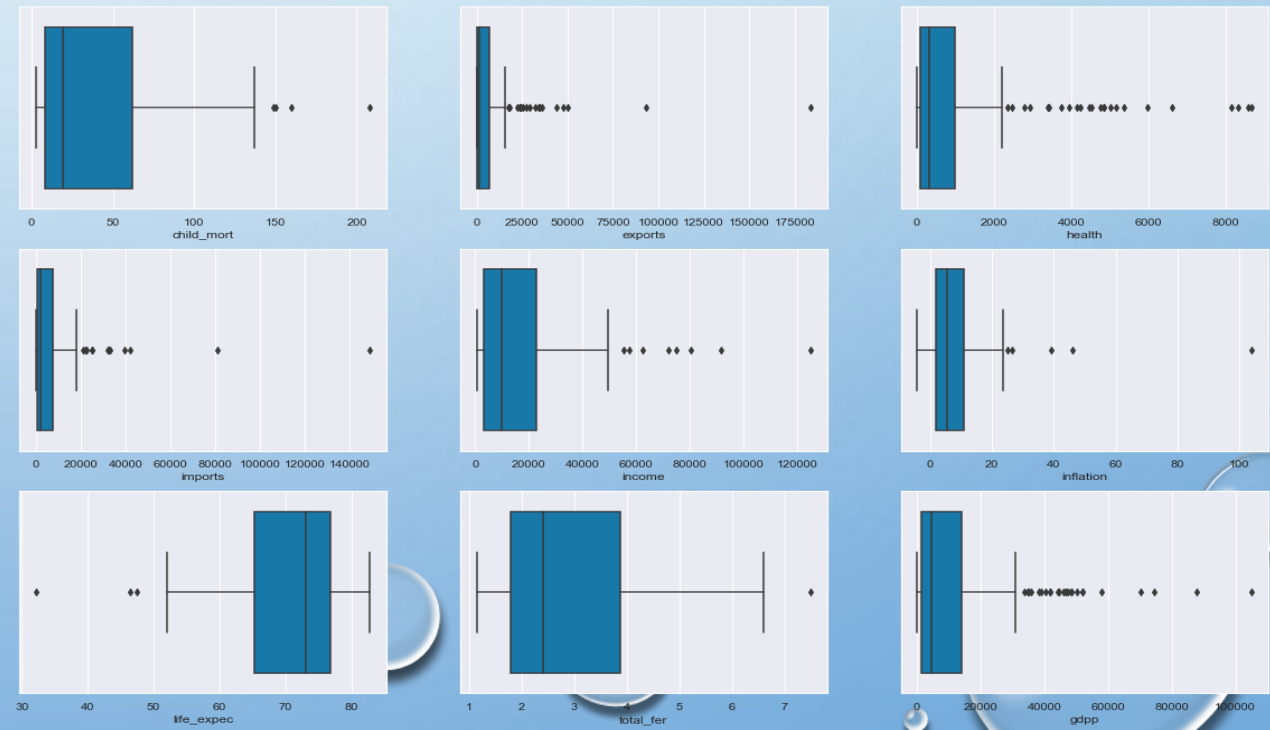 0 50 100 150 200
child_mort
0 25000 50000 75000 100000 125000 150000 175000
exports
0 2000 4000 6000 8000
health
0 20000 40000 60000 80000 100000 120000 140000
imports
0 20000 40000 60000 80000 100000 120000
income
0 20 40 60 80 100
inflation
30 40 50 60 70 80
life_expec
1 2 3 4 5 6 7
total_fer
0 20000 40000 60000 80000 100000
gdpp